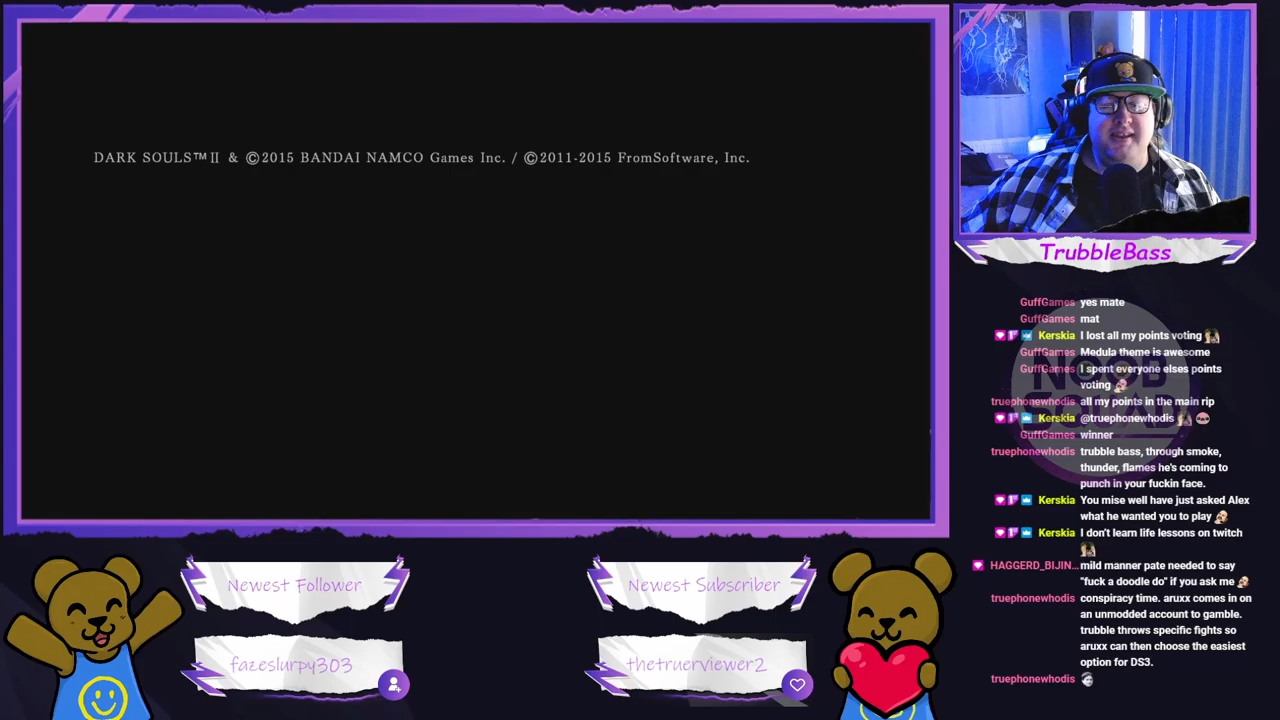 DARK SOULS™II & ©2015 BANDAI NAMCO Games Inc. / ©2011-2015 FromSoftware, Inc.
TrubbleBass
GuffGames yes mate
GuffGames mat
Kerskia I lost all my points voting
GuffGames Medula theme is awesome
GuffGames I spent everyone elses points
voting
truephonewhodis all my points in the main rip
Kerskia @truephonewhodis
GuffGames winner
truephonewhodis trubble bass, through smoke,
thunder, flames he's coming to
punch in your fuckin face.
Kerskia You mise well have just asked Alex
what he wanted you to play
Kerskia I don't learn life lessons on twitch
HAGGERD_BIJIN... mild manner pate needed to say
"fuck a doodle do" if you ask me
truephonewhodis conspiracy time. aruxx comes in on
an unmodded account to gamble.
trubble throws specific fights so
aruxx can then choose the easiest
option for DS3.
truephonewhodis
NOOB
SQUAD
Newest Follower
fazeslurpy303
Newest Subscriber
thetruerviewer2